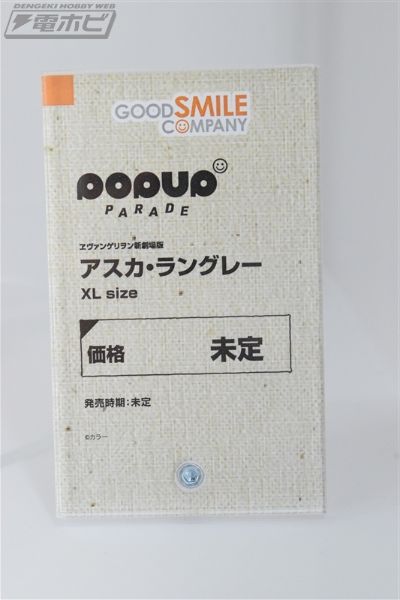 DENGEKI HOBBY WEB
電ホビ
GOOD SMILE
COMPANY
POPUP
PARADE
ヱヴァンゲリヲン新劇場版
アスカ・ラングレー
XL size
価格 未定
発売時期：未定
©カラー